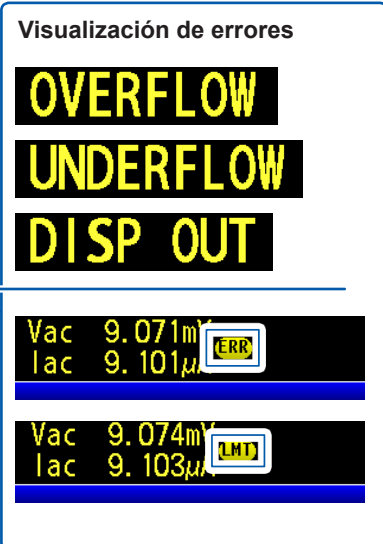 Visualización de errores
OVERFLOW
UNDERFLOW
DISP OUT
Vac 9.071mV ERR
Iac 9.101µA
Vac 9.074mV LMT
Iac 9.103µA